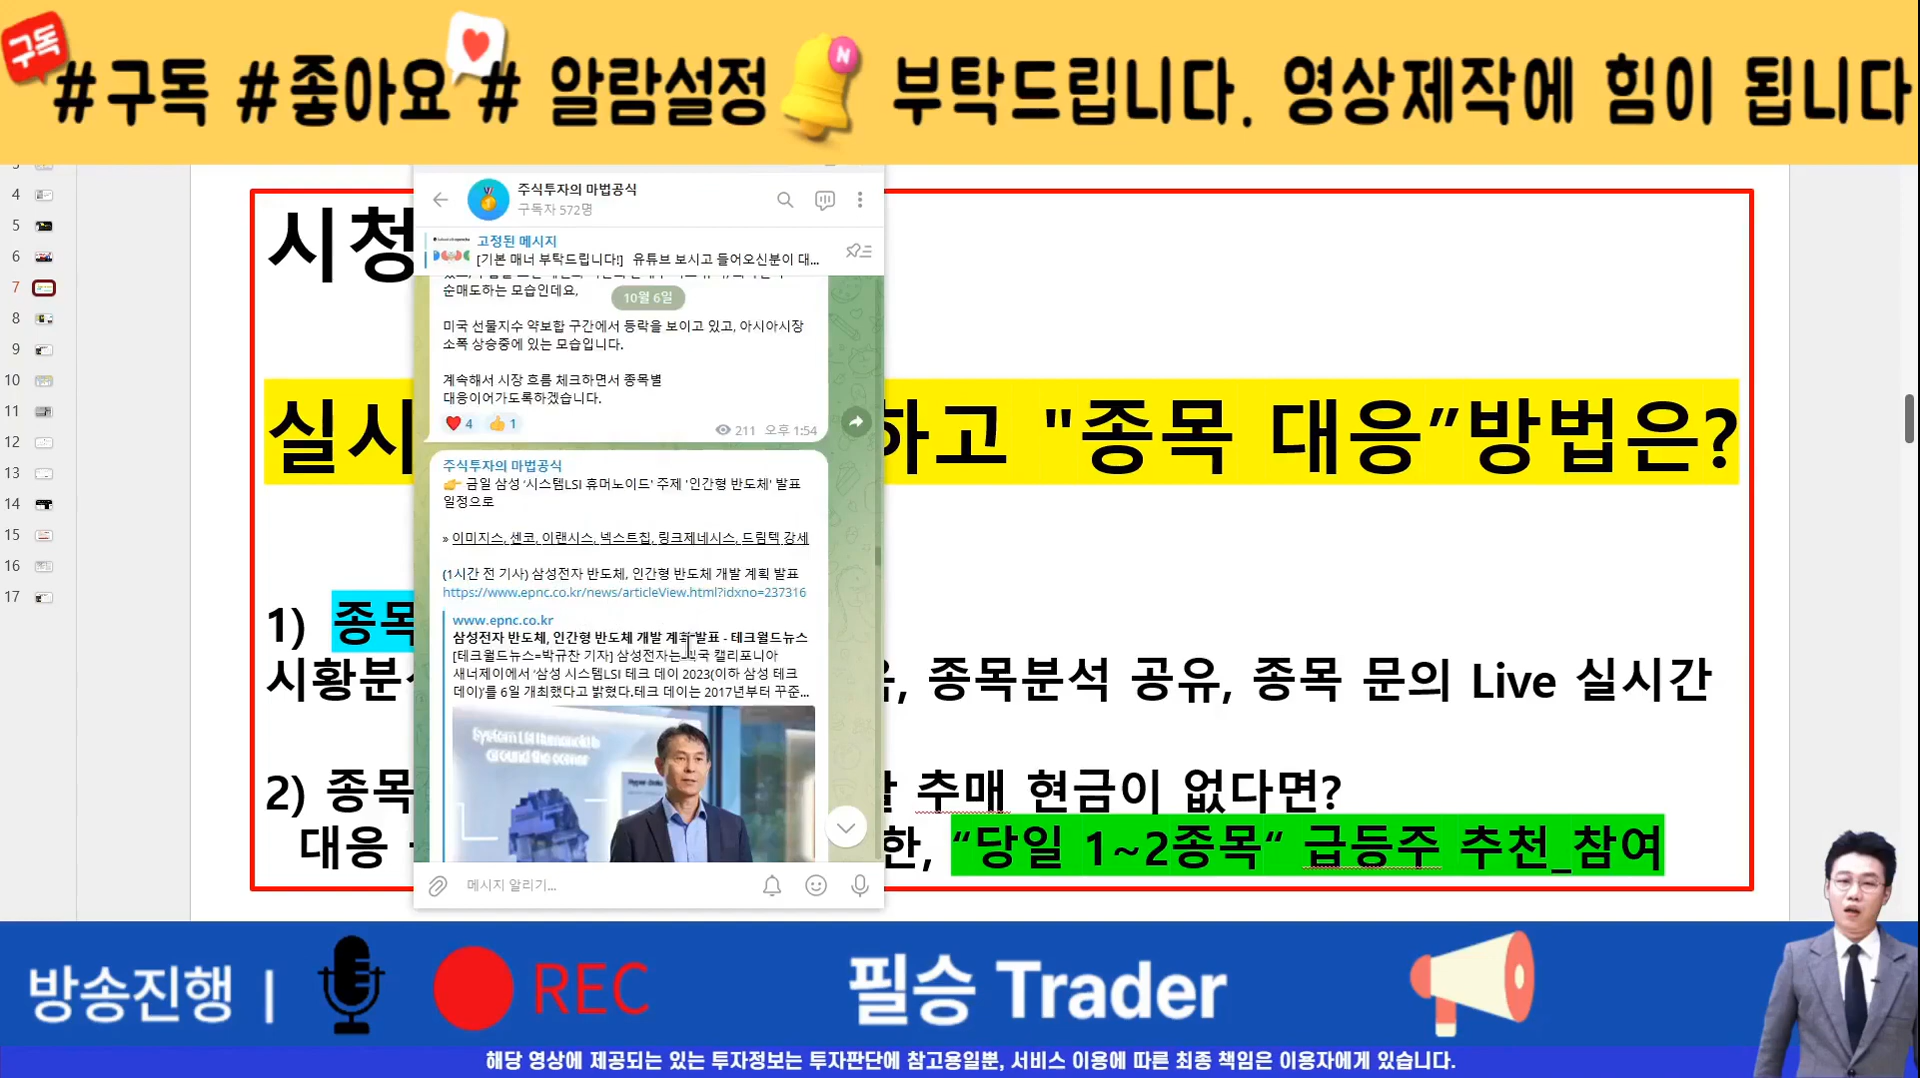 구독
#구독 #좋아요 # 알람설정 N 부탁드립니다. 영상제작에 힘이 됩니다
4
5
6
7
8
9
10
11
12
13
14
15
16
17
시청
실시
하고 "종목 대응”방법은?
1) 종목
시황분
, 종목분석 공유, 종목 문의 Live 실시간
2) 종목
추매 현금이 없다면?
대응
한, “당일 1~2종목“ 급등주 추천_참여
주식투자의 마법공식
구독자 572명
고정된 메시지
[기본 매너 부탁드립니다!] 유튜브 보시고 들어오신분이 대...
순매도하는 모습인데요,
10월 6일
미국 선물지수 약보합 구간에서 등락을 보이고 있고, 아시아시장
소폭 상승중에 있는 모습입니다.
계속해서 시장 흐름 체크하면서 종목별
대응이어가도록하겠습니다.
4 1
211 오후 1:54
주식투자의 마법공식
금일 삼성 ‘시스템LSI 휴머노이드' 주제 '인간형 반도체' 발표
일정으로
» 이미지스, 센코, 이랜시스, 넥스트칩, 링크제네시스, 드림텍 강세
(1시간 전 기사) 삼성전자 반도체, 인간형 반도체 개발 계획 발표
https://www.epnc.co.kr/news/articleView.html?idxno=237316
www.epnc.co.kr
삼성전자 반도체, 인간형 반도체 개발 계획 발표 - 테크월드뉴스
[테크월드뉴스=박규찬 기자] 삼성전자는 미국 캘리포니아
새너제이에서 ‘삼성 시스템LSI 테크 데이 2023(이하 삼성 테크
데이)’를 6일 개최했다고 밝혔다.테크 데이는 2017년부터 꾸준...
System LSI Humanoid is
around the corner
메시지 알리기...
방송진행 | REC 필승 Trader
해당 영상에 제공되는 있는 투자정보는 투자판단에 참고용일뿐, 서비스 이용에 따른 최종 책임은 이용자에게 있습니다.